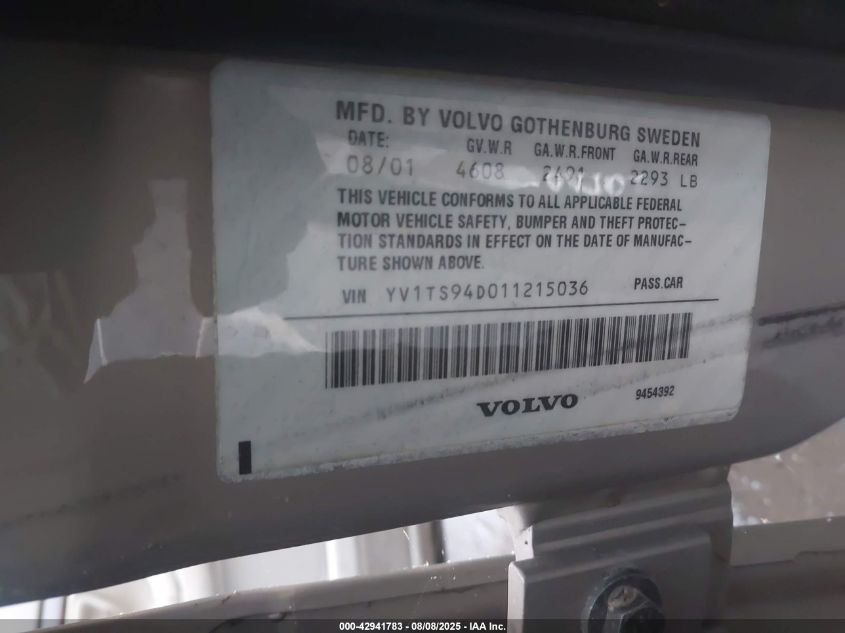 MFD. BY VOLVO GOTHENBURG SWEDEN
DATE: GV.W.R GA.W.R.FRONT GA.W.R.REAR
08/01 4608 2293 LB
THIS VEHICLE CONFORMS TO ALL APPLICABLE FEDERAL
MOTOR VEHICLE SAFETY, BUMPER AND THEFT PROTEC-
TION STANDARDS IN EFFECT ON THE DATE OF MANUFAC-
TURE SHOWN ABOVE.
VIN YV1TS94D011215036 PASS.CAR
VOLVO 9454392
000-42941783 - 08/08/2025 - IAA Inc.